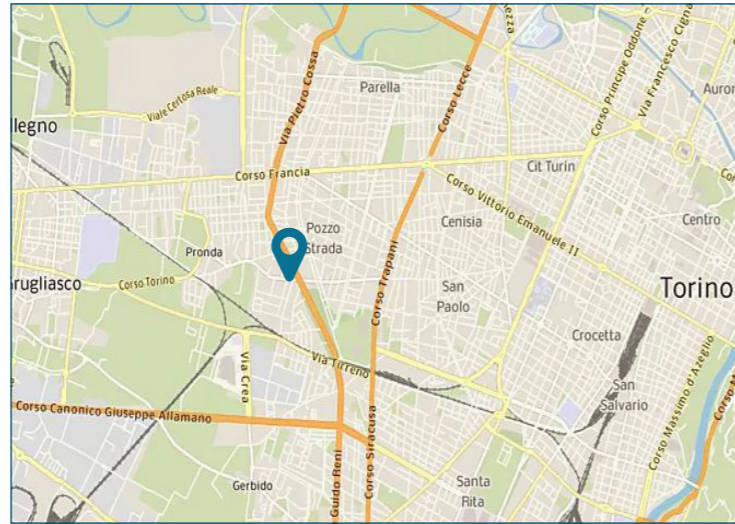 Corso Lecce
Corso Principe Oddone
Via Francesco Cigna
Via Pietro Cossa
Parella
Viale Certosa Reale
llegno
Corso Francia
Cit Turin
Corso Vittorio Emanuele II
Pozzo
Strada
Cenisia
Centro
Pronda
Corso Trapani
Corso Torino
San
Paolo
Torino
Crocetta
Via Tirreno
Via Crea
San
Salvario
Corso Massimo d'Azeglio
Corso Canonico Giuseppe Allamano
Corso Siracusa
Guido Reni
Santa
Rita
Gerbido